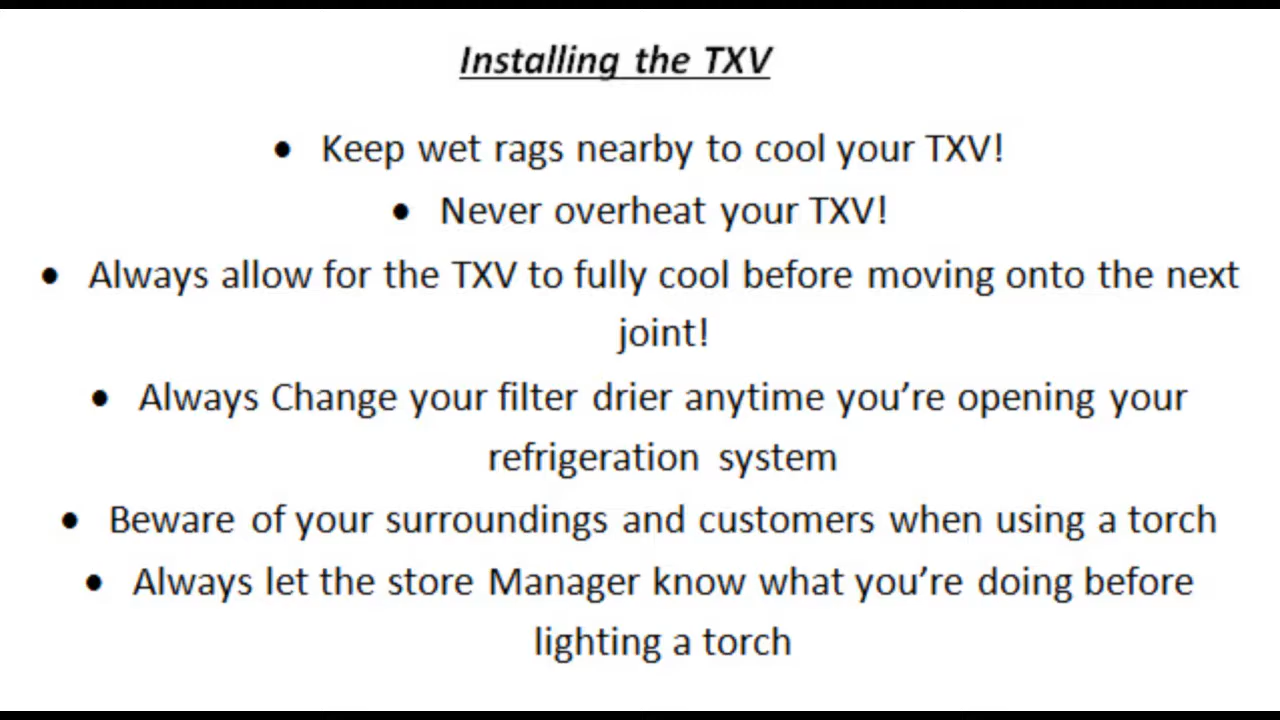 Installing the TXV
• Keep wet rags nearby to cool your TXV!
• Never overheat your TXV!
• Always allow for the TXV to fully cool before moving onto the next
joint!
• Always Change your filter drier anytime you’re opening your
refrigeration system
• Beware of your surroundings and customers when using a torch
• Always let the store Manager know what you’re doing before
lighting a torch